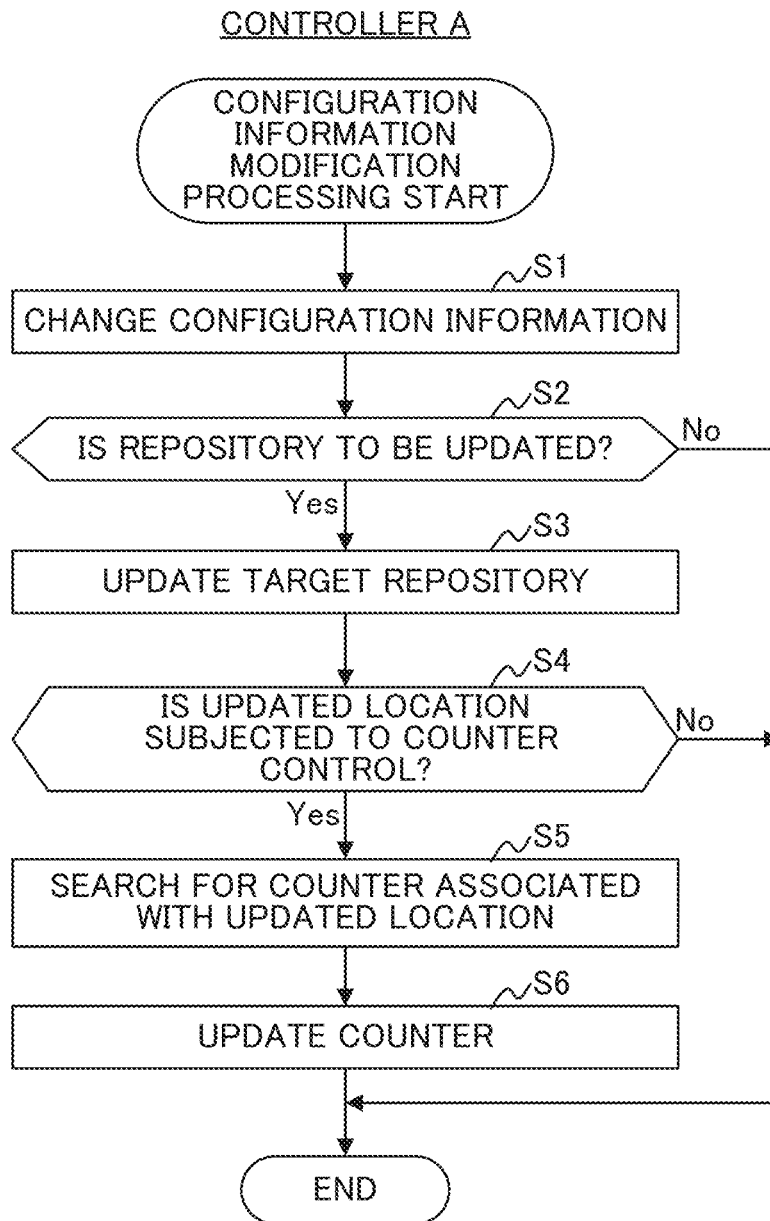 CONTROLLER A
CONFIGURATION
INFORMATION
MODIFICATION
PROCESSING START
S1
CHANGE CONFIGURATION INFORMATION
S2
IS REPOSITORY TO BE UPDATED?
No
Yes
S3
UPDATE TARGET REPOSITORY
S4
IS UPDATED LOCATION
SUBJECTED TO COUNTER
CONTROL?
No
Yes
S5
SEARCH FOR COUNTER ASSOCIATED
WITH UPDATED LOCATION
S6
UPDATE COUNTER
END